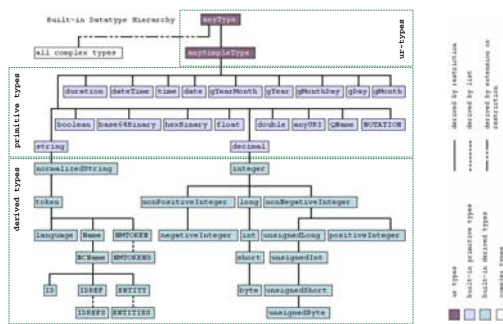 Built-in Datatype Hierarchy
anyType
all complex types
anySimpleType
ur-types
primitive types
duration dateTime time date gYearMonth gYear gMonthDay gDay gMonth
boolean base64Binary hexBinary float double anyURI QName NOTATION
string decimal
derived types
normalizedString integer
token nonPositiveInteger long nonNegativeInteger
language Name NMTOKEN negativeInteger int unsignedLong positiveInteger
NCName NMTOKENS short unsignedInt
ID IDREF ENTITY byte unsignedShort
IDREFS ENTITIES unsignedByte
ur types
built-in primitive types
built-in derived types
complex types
derived by restriction
derived by list
derived by extension or
restriction